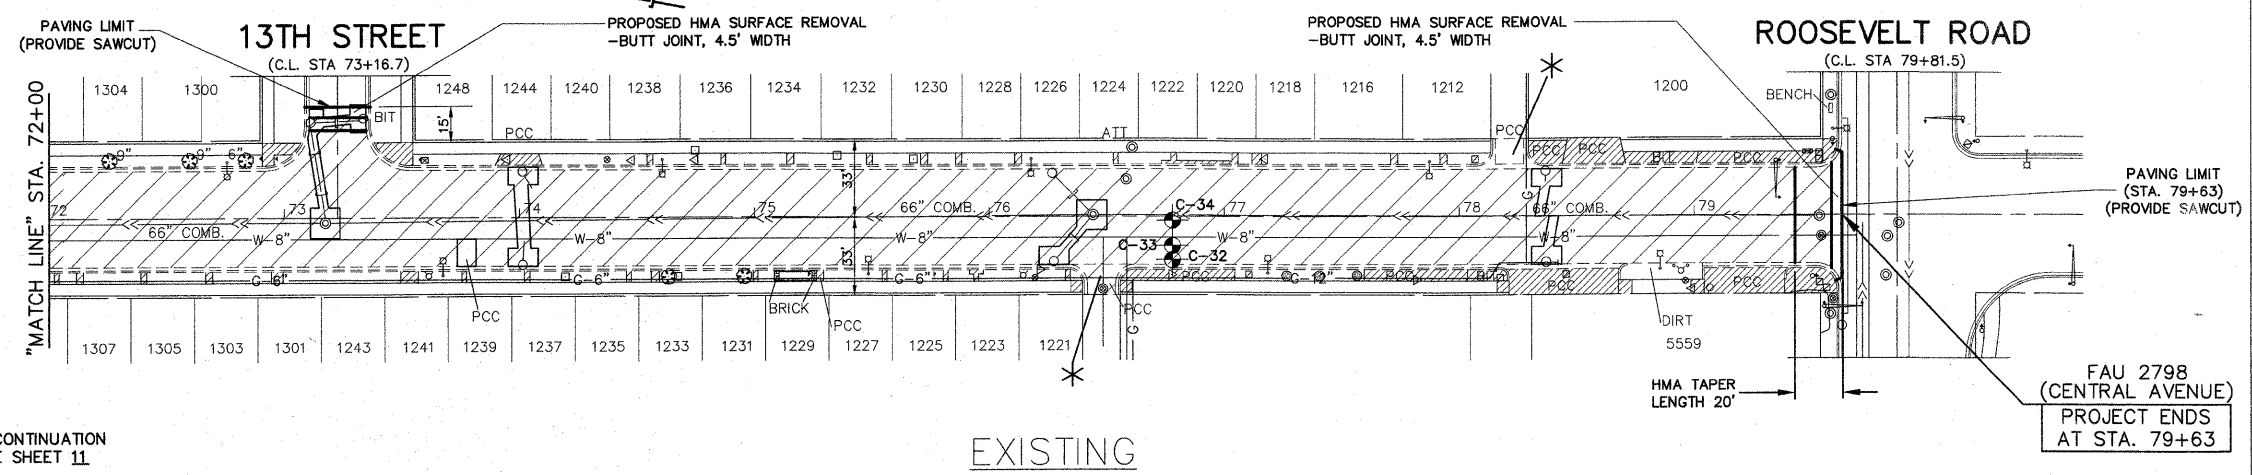 PAVING LIMIT
(PROVIDE SAWCUT)
13TH STREET
(C.L. STA 73+16.7)
PROPOSED HMA SURFACE REMOVAL
-BUTT JOINT, 4.5' WIDTH
PROPOSED HMA SURFACE REMOVAL
-BUTT JOINT, 4.5' WIDTH
ROOSEVELT ROAD
(C.L. STA 79+81.5)
"MATCH LINE" STA. 72+00
1304 1300 1248 1244 1240 1238 1236 1234 1232 1230 1228 1226 1224 1222 1220 1218 1216 1212 1200
BENCH
BIT
15'
PCC
ATT
PCC
9" 9" 6"
PCC PCC BIT PCC
33'
PAVING LIMIT
(STA. 79+63)
(PROVIDE SAWCUT)
72 73 74 75 66" COMB. 76 77 78 66" COMB. 79
C-34
G
66" COMB.
W-8" W-8" W-8" W-8" W-8"
C-33
C-32
33'
G-6" G-6" G-6" PCC G-12" PCC PCC PCC
PCC
BRICK
PCC
PCC
G
DIRT
1307 1305 1303 1301 1243 1241 1239 1237 1235 1233 1231 1229 1227 1225 1223 1221 5559
HMA TAPER
LENGTH 20'
FAU 2798
(CENTRAL AVENUE)
PROJECT ENDS
AT STA. 79+63
CONTINUATION
SHEET 11
EXISTING